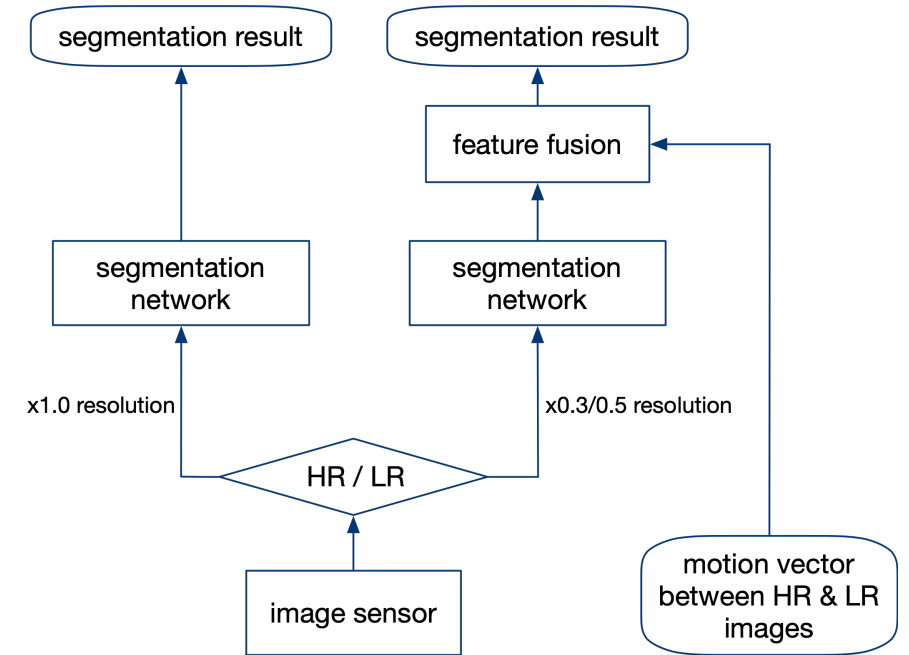 segmentation result
segmentation result
feature fusion
segmentation
network
segmentation
network
x1.0 resolution
x0.3/0.5 resolution
HR / LR
image sensor
motion vector
between HR & LR
images